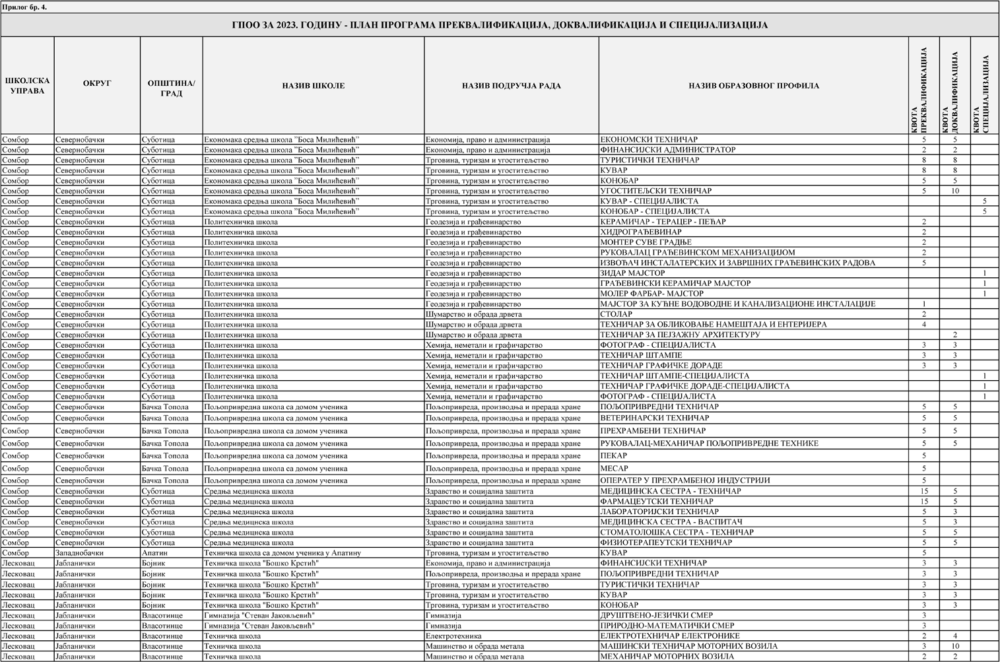 Прилог бр. 4.
ГПОО ЗА 2023. ГОДИНУ - ПЛАН ПРОГРАМА ПРЕКВАЛИФИКАЦИЈА, ДОКВАЛИФИКАЦИЈА И СПЕЦИЈАЛИЗАЦИЈА
ШКОЛСКА УПРАВА ОКРУГ ОПШТИНА/ ГРАД НАЗИВ ШКОЛЕ НАЗИВ ПОДРУЧЈА РАДА НАЗИВ ОБРАЗОВНОГ ПРОФИЛА КВОТА ПРЕКВАЛИФИКАЦИЈА КВОТА ДОКВАЛИФИКАЦИЈА КВОТА СПЕЦИЈАЛИЗАЦИЈА
Сомбор Севернобачки Суботица Економака средња школа ”Боса Милићевић” Економија, право и администрација ЕКОНОМСКИ ТЕХНИЧАР 5 5
Сомбор Севернобачки Суботица Економака средња школа ”Боса Милићевић” Економија, право и администрација ФИНАНСИЈСКИ АДМИНИСТРАТОР 2 2
Сомбор Севернобачки Суботица Економака средња школа ”Боса Милићевић” Трговина, туризам и угоститељство ТУРИСТИЧКИ ТЕХНИЧАР 8 8
Сомбор Севернобачки Суботица Економака средња школа ”Боса Милићевић” Трговина, туризам и угоститељство КУВАР 8 8
Сомбор Севернобачки Суботица Економака средња школа ”Боса Милићевић” Трговина, туризам и угоститељство КОНОБАР 5 5
Сомбор Севернобачки Суботица Економака средња школа ”Боса Милићевић” Трговина, туризам и угоститељство УГОСТИТЕЉСКИ ТЕХНИЧАР 5 10
Сомбор Севернобачки Суботица Економака средња школа ”Боса Милићевић” Трговина, туризам и угоститељство КУВАР - СПЕЦИЈАЛИСТА 5
Сомбор Севернобачки Суботица Економака средња школа ”Боса Милићевић” Трговина, туризам и угоститељство КОНОБАР - СПЕЦИЈАЛИСТА 5
Сомбор Севернобачки Суботица Политехничка школа Геодезија и грађевинарство КЕРАМИЧАР - ТЕРАЦЕР - ПЕЋАР 2
Сомбор Севернобачки Суботица Политехничка школа Геодезија и грађевинарство ХИДРОГРАЂЕВИНАР 2
Сомбор Севернобачки Суботица Политехничка школа Геодезија и грађевинарство МОНТЕР СУВЕ ГРАДЊЕ 2
Сомбор Севернобачки Суботица Политехничка школа Геодезија и грађевинарство РУКОВАЛАЦ ГРАЂЕВИНСКОМ МЕХАНИЗАЦИЈОМ 2
Сомбор Севернобачки Суботица Политехничка школа Геодезија и грађевинарство ИЗВОЂАЧ ИНСТАЛАТЕРСКИХ И ЗАВРШНИХ ГРАЂЕВИНСКИХ РАДОВА 5
Сомбор Севернобачки Суботица Политехничка школа Геодезија и грађевинарство ЗИДАР МАЈСТОР 1
Сомбор Севернобачки Суботица Политехничка школа Геодезија и грађевинарство ГРАЂЕВИНСКИ КЕРАМИЧАР МАЈСТОР 1
Сомбор Севернобачки Суботица Политехничка школа Геодезија и грађевинарство МОЛЕР ФАРБАР- МАЈСТОР 1
Сомбор Севернобачки Суботица Политехничка школа Геодезија и грађевинарство МАЈСТОР ЗА КУЋНЕ ВОДОВОДНЕ И КАНАЛИЗАЦИОНЕ ИНСТАЛАЦИЈЕ 1
Сомбор Севернобачки Суботица Политехничка школа Шумарство и обрада дрвета СТОЛАР 2
Сомбор Севернобачки Суботица Политехничка школа Шумарство и обрада дрвета ТЕХНИЧАР ЗА ОБЛИКОВАЊЕ НАМЕШТАЈА И ЕНТЕРИЈЕРА 4
Сомбор Севернобачки Суботица Политехничка школа Шумарство и обрада дрвета ТЕХНИЧАР ЗА ПЕЈЗАЖНУ АРХИТЕКТУРУ 2
Сомбор Севернобачки Суботица Политехничка школа Хемија, неметали и графичарство ФОТОГРАФ - СПЕЦИЈАЛИСТА 3 3
Сомбор Севернобачки Суботица Политехничка школа Хемија, неметали и графичарство ТЕХНИЧАР ШТАМПЕ 3 3
Сомбор Севернобачки Суботица Политехничка школа Хемија, неметали и графичарство ТЕХНИЧАР ГРАФИЧКЕ ДОРАДЕ 3 3
Сомбор Севернобачки Суботица Политехничка школа Хемија, неметали и графичарство ТЕХНИЧАР ШТАМПЕ-СПЕЦИЈАЛИСТА 1
Сомбор Севернобачки Суботица Политехничка школа Хемија, неметали и графичарство ТЕХНИЧАР ГРАФИЧКЕ ДОРАДЕ-СПЕЦИЈАЛИСТА 1
Сомбор Севернобачки Суботица Политехничка школа Хемија, неметали и графичарство ФОТОГРАФ - СПЕЦИЈАЛИСТА 1
Сомбор Севернобачки Бачка Топола Пољопривредна школа са домом ученика Пољопривреда, производња и прерада хране ПОЉОПРИВРЕДНИ ТЕХНИЧАР 5 5
Сомбор Севернобачки Бачка Топола Пољопривредна школа са домом ученика Пољопривреда, производња и прерада хране ВЕТЕРИНАРСКИ ТЕХНИЧАР 5 5
Сомбор Севернобачки Бачка Топола Пољопривредна школа са домом ученика Пољопривреда, производња и прерада хране ПРЕХРАМБЕНИ ТЕХНИЧАР 5 5
Сомбор Севернобачки Бачка Топола Пољопривредна школа са домом ученика Пољопривреда, производња и прерада хране РУКОВАЛАЦ-МЕХАНИЧАР ПОЉОПРИВРЕДНЕ ТЕХНИКЕ 5 5
Сомбор Севернобачки Бачка Топола Пољопривредна школа са домом ученика Пољопривреда, производња и прерада хране ПЕКАР 5
Сомбор Севернобачки Бачка Топола Пољопривредна школа са домом ученика Пољопривреда, производња и прерада хране МЕСАР 5
Сомбор Севернобачки Бачка Топола Пољопривредна школа са домом ученика Пољопривреда, производња и прерада хране ОПЕРАТЕР У ПРЕХРАМБЕНОЈ ИНДУСТРИЈИ 5
Сомбор Севернобачки Суботица Средња медицнска школа Здравство и социјална заштита МЕДИЦИНСКА СЕСТРА - ТЕХНИЧАР 15 5
Сомбор Севернобачки Суботица Средња медицнска школа Здравство и социјална заштита ФАРМАЦЕУТСКИ ТЕХНИЧАР 15 5
Сомбор Севернобачки Суботица Средња медицнска школа Здравство и социјална заштита ЛАБОРАТОРИЈСКИ ТЕХНИЧАР 5 3
Сомбор Севернобачки Суботица Средња медицнска школа Здравство и социјална заштита МЕДИЦИНСКА СЕСТРА - ВАСПИТАЧ 5 3
Сомбор Севернобачки Суботица Средња медицнска школа Здравство и социјална заштита СТОМАТОЛОШКА СЕСТРА - ТЕХНИЧАР 5 5
Сомбор Севернобачки Суботица Средња медицнска школа Здравство и социјална заштита ФИЗИОТЕРАПЕУТСКИ ТЕХНИЧАР 5 5
Сомбор Западнобачки Апатин Техничка школа са домом ученика у Апатину Трговина, туризам и угоститељство КУВАР 5
Лесковац Јабланички Бојник Техничка школа "Бошко Крстић" Економија, право и администрација ФИНАНСИЈСКИ ТЕХНИЧАР 3 3
Лесковац Јабланички Бојник Техничка школа "Бошко Крстић" Пољопривреда, производња и прерада хране ПОЉОПРИВРЕДНИ ТЕХНИЧАР 3 3
Лесковац Јабланички Бојник Техничка школа "Бошко Крстић" Трговина, туризам и угоститељство ТУРИСТИЧКИ ТЕХНИЧАР 3 3
Лесковац Јабланички Бојник Техничка школа "Бошко Крстић" Трговина, туризам и угоститељство КУВАР 3 3
Лесковац Јабланички Бојник Техничка школа "Бошко Крстић" Трговина, туризам и угоститељство КОНОБАР 3 3
Лесковац Јабланички Власотинце Гимназија "Стеван Јаковљевић" Гимназија ДРУШТВЕНО-ЈЕЗИЧКИ СМЕР 3
Лесковац Јабланички Власотинце Гимназија "Стеван Јаковљевић" Гимназија ПРИРОДНО-МАТЕМАТИЧКИ СМЕР 3
Лесковац Јабланички Власотинце Техничка школа Електротехника ЕЛЕКТРОТЕХНИЧАР ЕЛЕКТРОНИКЕ 2 4
Лесковац Јабланички Власотинце Техничка школа Машинство и обрада метала МАШИНСКИ ТЕХНИЧАР МОТОРНИХ ВОЗИЛА 3 10
Лесковац Јабланички Власотинце Техничка школа Машинство и обрада метала МЕХАНИЧАР МОТОРНИХ ВОЗИЛА 2 2